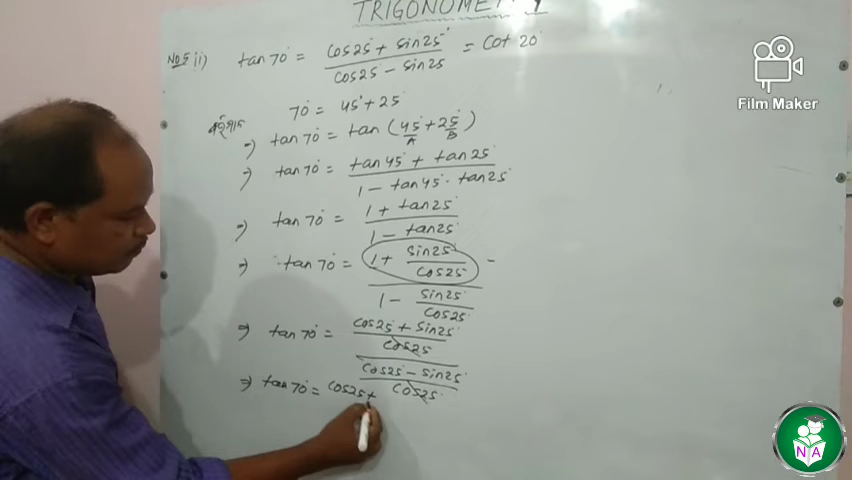 TRIGONOMETRY
No 5 ii) tan 70° = cos25° + sin25° / cos25° - sin25° = cot 20°
70° = 45° + 25°
⇒ tan 70° = tan (45° + 25°)
A B
⇒ tan 70° = tan 45° + tan 25° / 1 - tan 45° . tan 25°
⇒ tan 70° = 1 + tan 25° / 1 - tan 25°
⇒ tan 70° = 1 + sin25° / cos25° / 1 - sin25° / cos25°
⇒ tan 70° = cos25° + sin25° / cos25° / cos25° - sin25° / cos25°
⇒ tan 70° = cos25 +
Film Maker
NA